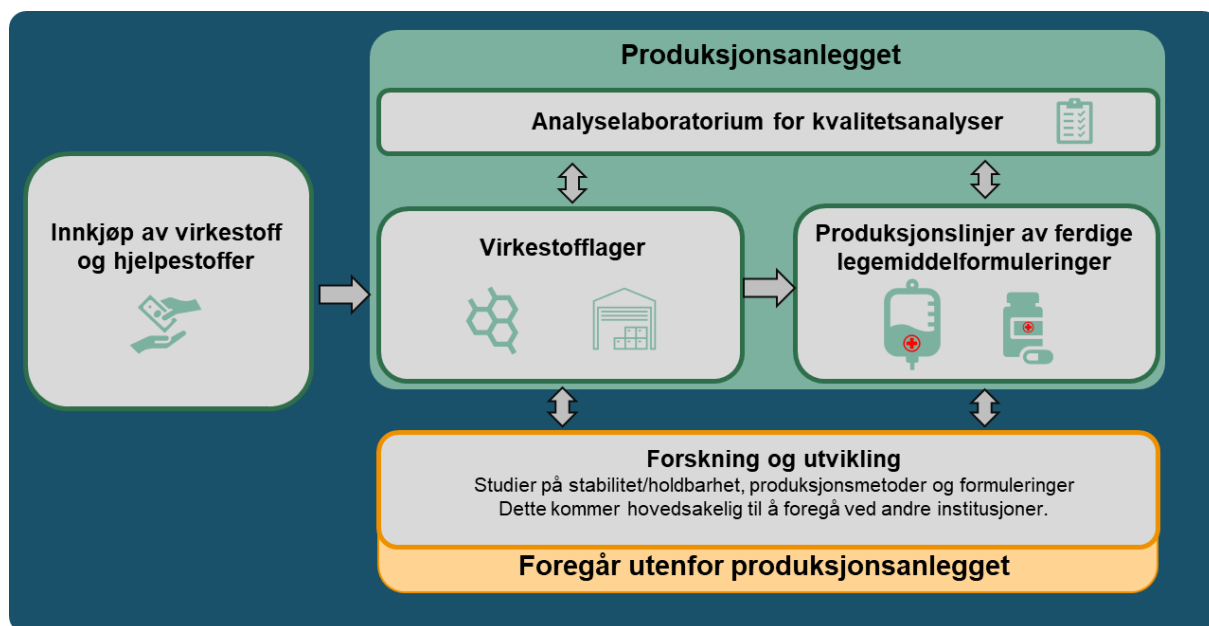 Produksjonsanlegget
Analyselaboratorium for kvalitetsanalyser
Innkjøp av virkestoff
og hjelpestoffer
Virkestofflager
Produksjonslinjer av ferdige
legemiddelformuleringer
Forskning og utvikling
Studier på stabilitet/holdbarhet, produksjonsmetoder og formuleringer
Dette kommer hovedsakelig til å foregå ved andre institusjoner.
Foregår utenfor produksjonsanlegget